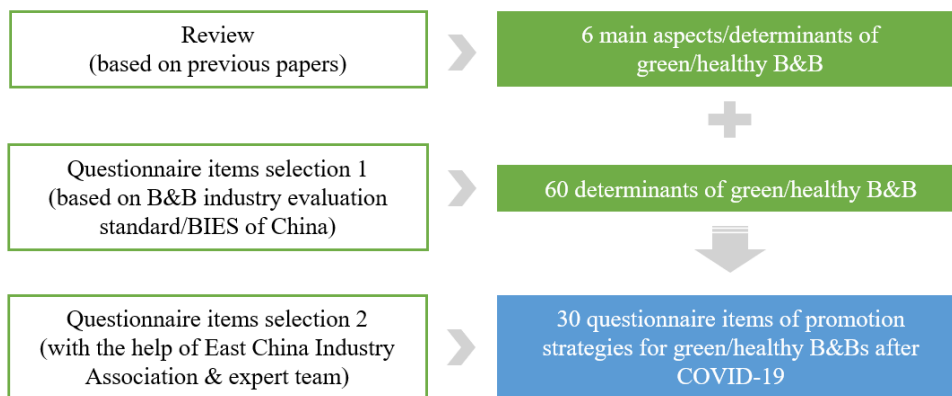 Review
(based on previous papers)
6 main aspects/determinants of
green/healthy B&B
Questionnaire items selection 1
(based on B&B industry evaluation
standard/BIES of China)
60 determinants of green/healthy B&B
Questionnaire items selection 2
(with the help of East China Industry
Association & expert team)
30 questionnaire items of promotion
strategies for green/healthy B&Bs after
COVID-19